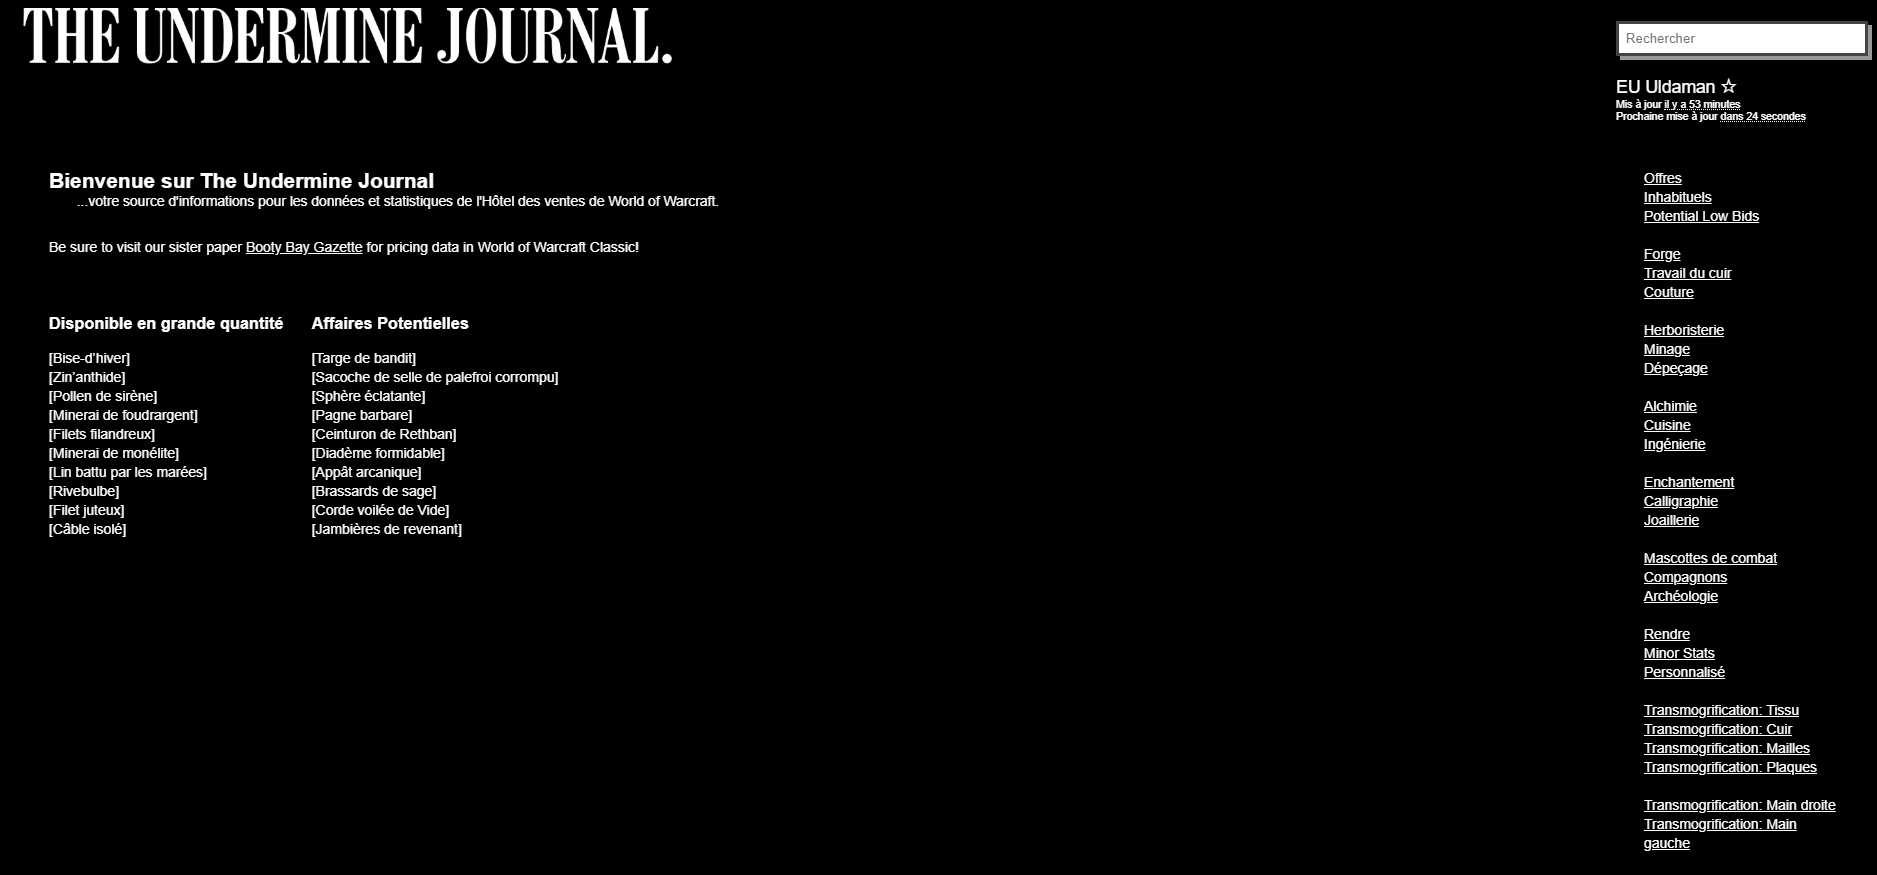 THE UNDERMINE JOURNAL.
Rechercher
EU Uldaman ☆
Mis à jour il y a 53 minutes
Prochaine mise à jour dans 24 secondes
Bienvenue sur The Undermine Journal
...votre source d'informations pour les données et statistiques de l'Hôtel des ventes de World of Warcraft.
Be sure to visit our sister paper Booty Bay Gazette for pricing data in World of Warcraft Classic!
Disponible en grande quantité
[Bise-d’hiver]
[Zin’anthide]
[Pollen de sirène]
[Minerai de foudrargent]
[Filets filandreux]
[Minerai de monélite]
[Lin battu par les marées]
[Rivebulbe]
[Filet juteux]
[Câble isolé]
Affaires Potentielles
[Targe de bandit]
[Sacoche de selle de palefroi corrompu]
[Sphère éclatante]
[Pagne barbare]
[Ceinturon de Rethban]
[Diadème formidable]
[Appât arcanique]
[Brassards de sage]
[Corde voilée de Vide]
[Jambières de revenant]
Offres
Inhabituels
Potential Low Bids
Forge
Travail du cuir
Couture
Herboristerie
Minage
Dépeçage
Alchimie
Cuisine
Ingénierie
Enchantement
Calligraphie
Joaillerie
Mascottes de combat
Compagnons
Archéologie
Rendre
Minor Stats
Personnalisé
Transmogrification: Tissu
Transmogrification: Cuir
Transmogrification: Mailles
Transmogrification: Plaques
Transmogrification: Main droite
Transmogrification: Main
gauche